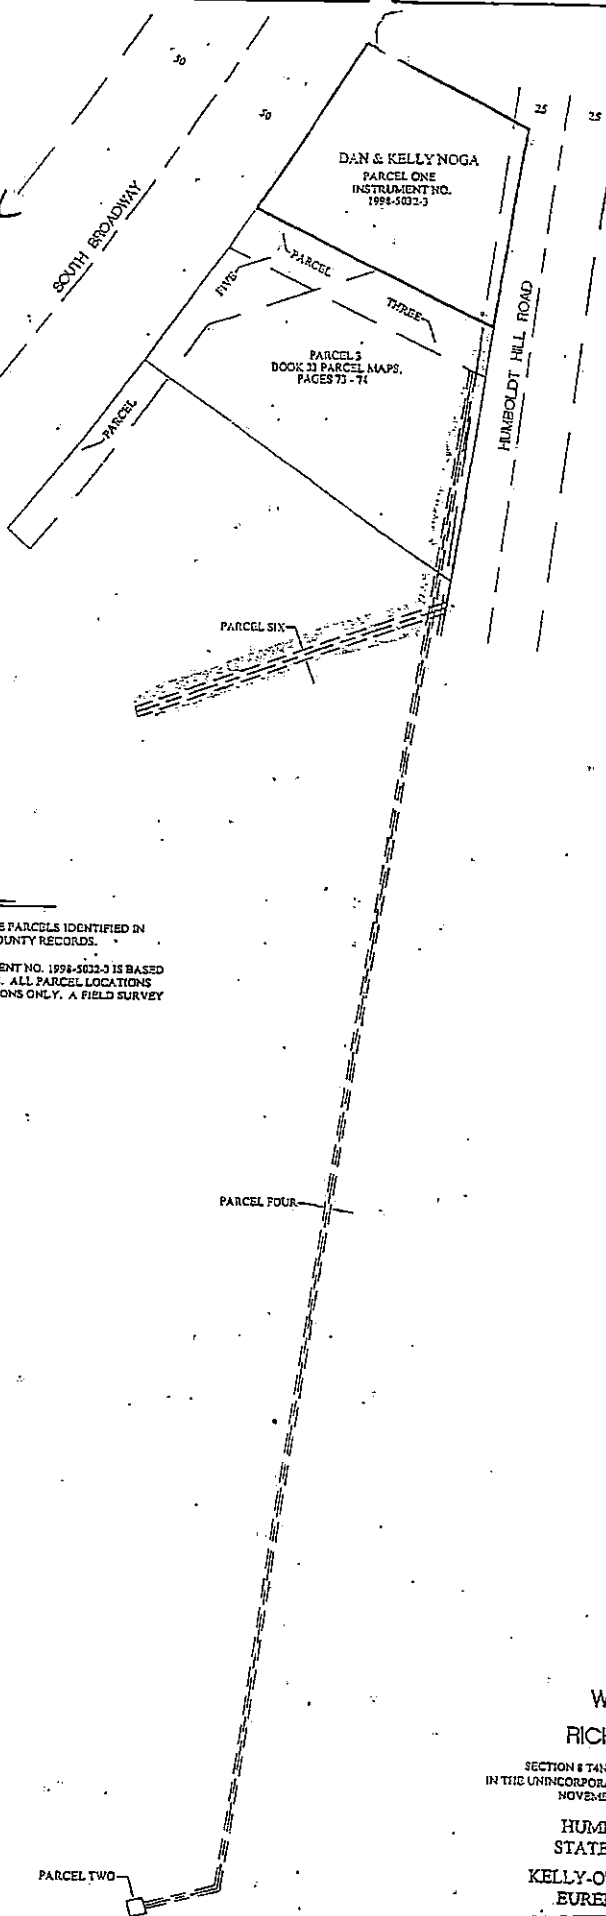 50
50
25
25
SOUTH BROADWAY
DAN & KELLY NOGA
PARCEL ONE
INSTRUMENT NO.
1998-5032-3
PARCEL
FIVE
THREE
HUMBOLDT HILL ROAD
PARCEL 3
BOOK 33 PARCEL MAPS,
PAGES 73 - 74
PARCEL
PARCEL SIX
E PARCELS IDENTIFIED IN
OUNTY RECORDS.
ENT NO. 1998-5032-3 IS BASED
. ALL PARCEL LOCATIONS
ONS ONLY. A FIELD SURVEY
PARCEL FOUR
W
RICH
SECTION 8 T4N
IN THE UNINCORPORA
NOVEME
HUME
STATE
PARCEL TWO
KELLY-O'
EUREK